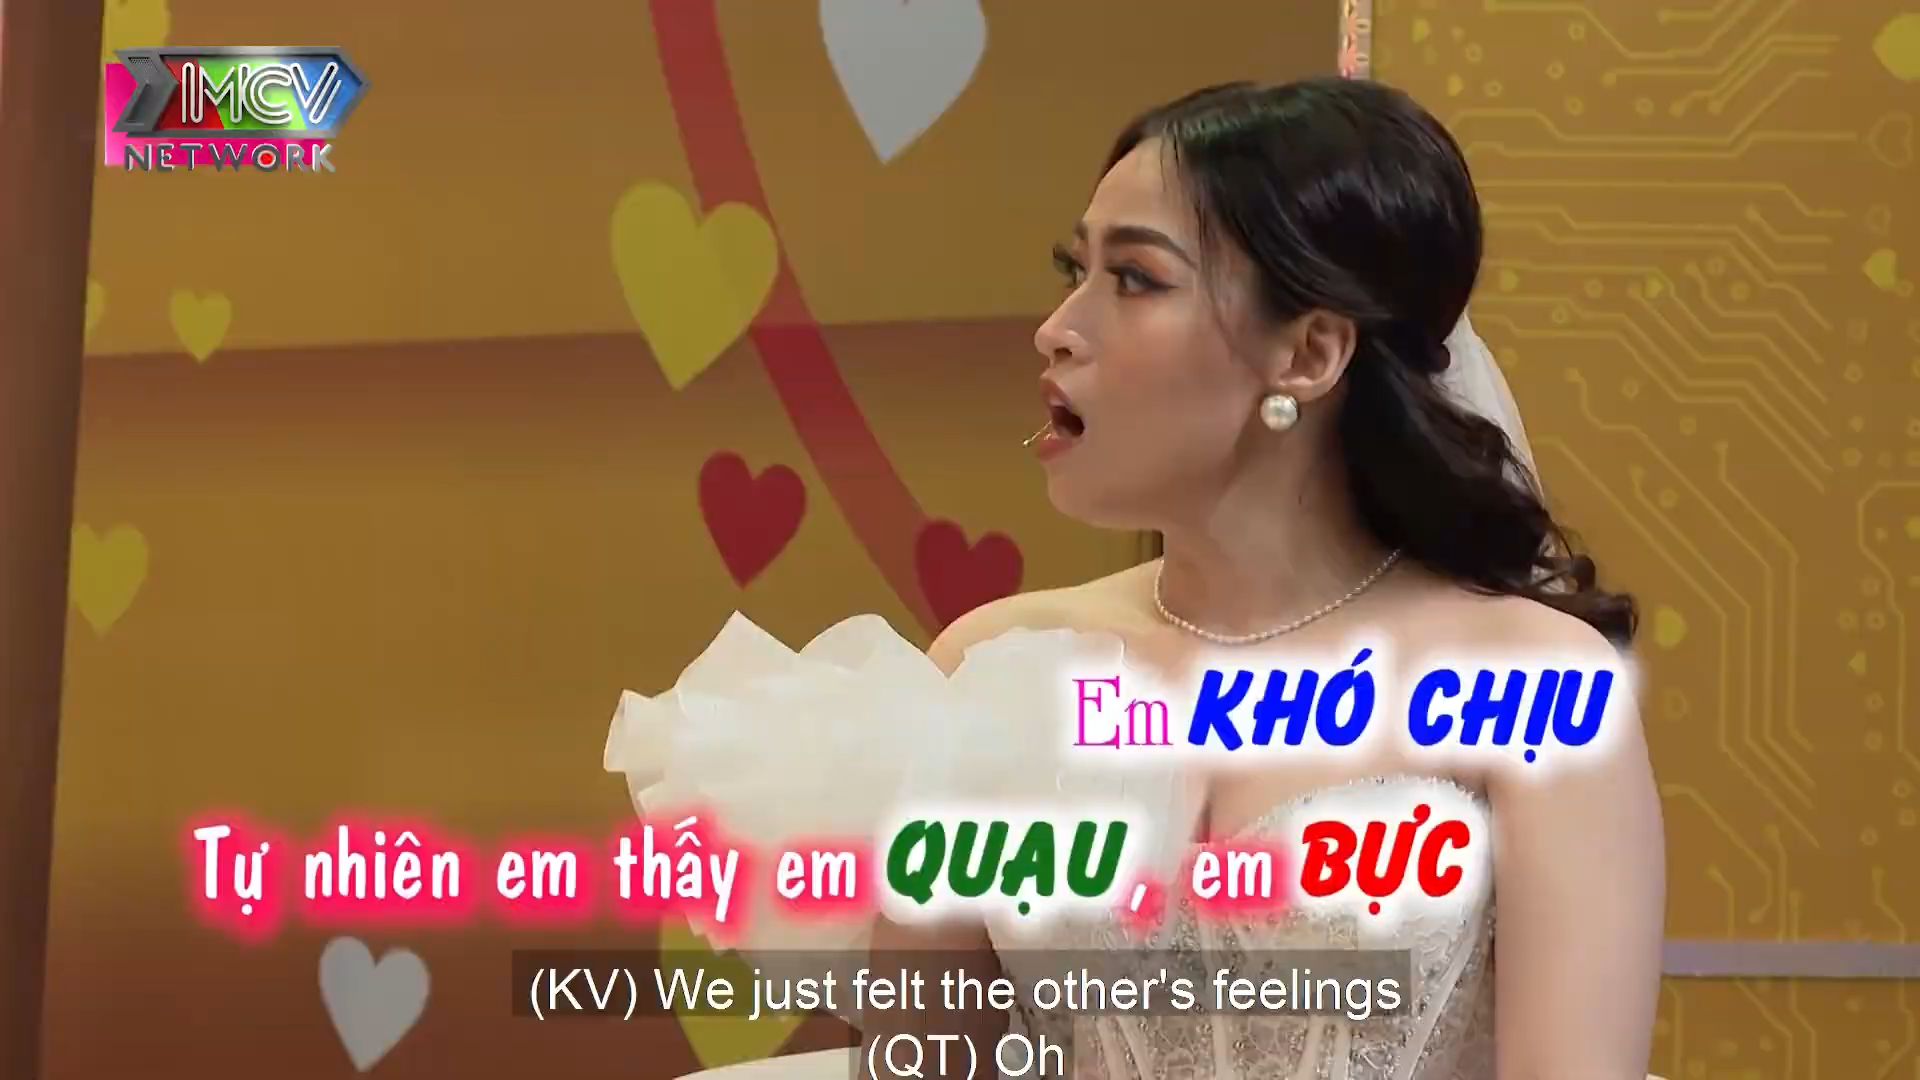 MCV
NETWORK
Em KHÓ CHỊU
Tự nhiên em thấy em QUẠU, em BỰC
(KV) We just felt the other's feelings
(QT) Oh